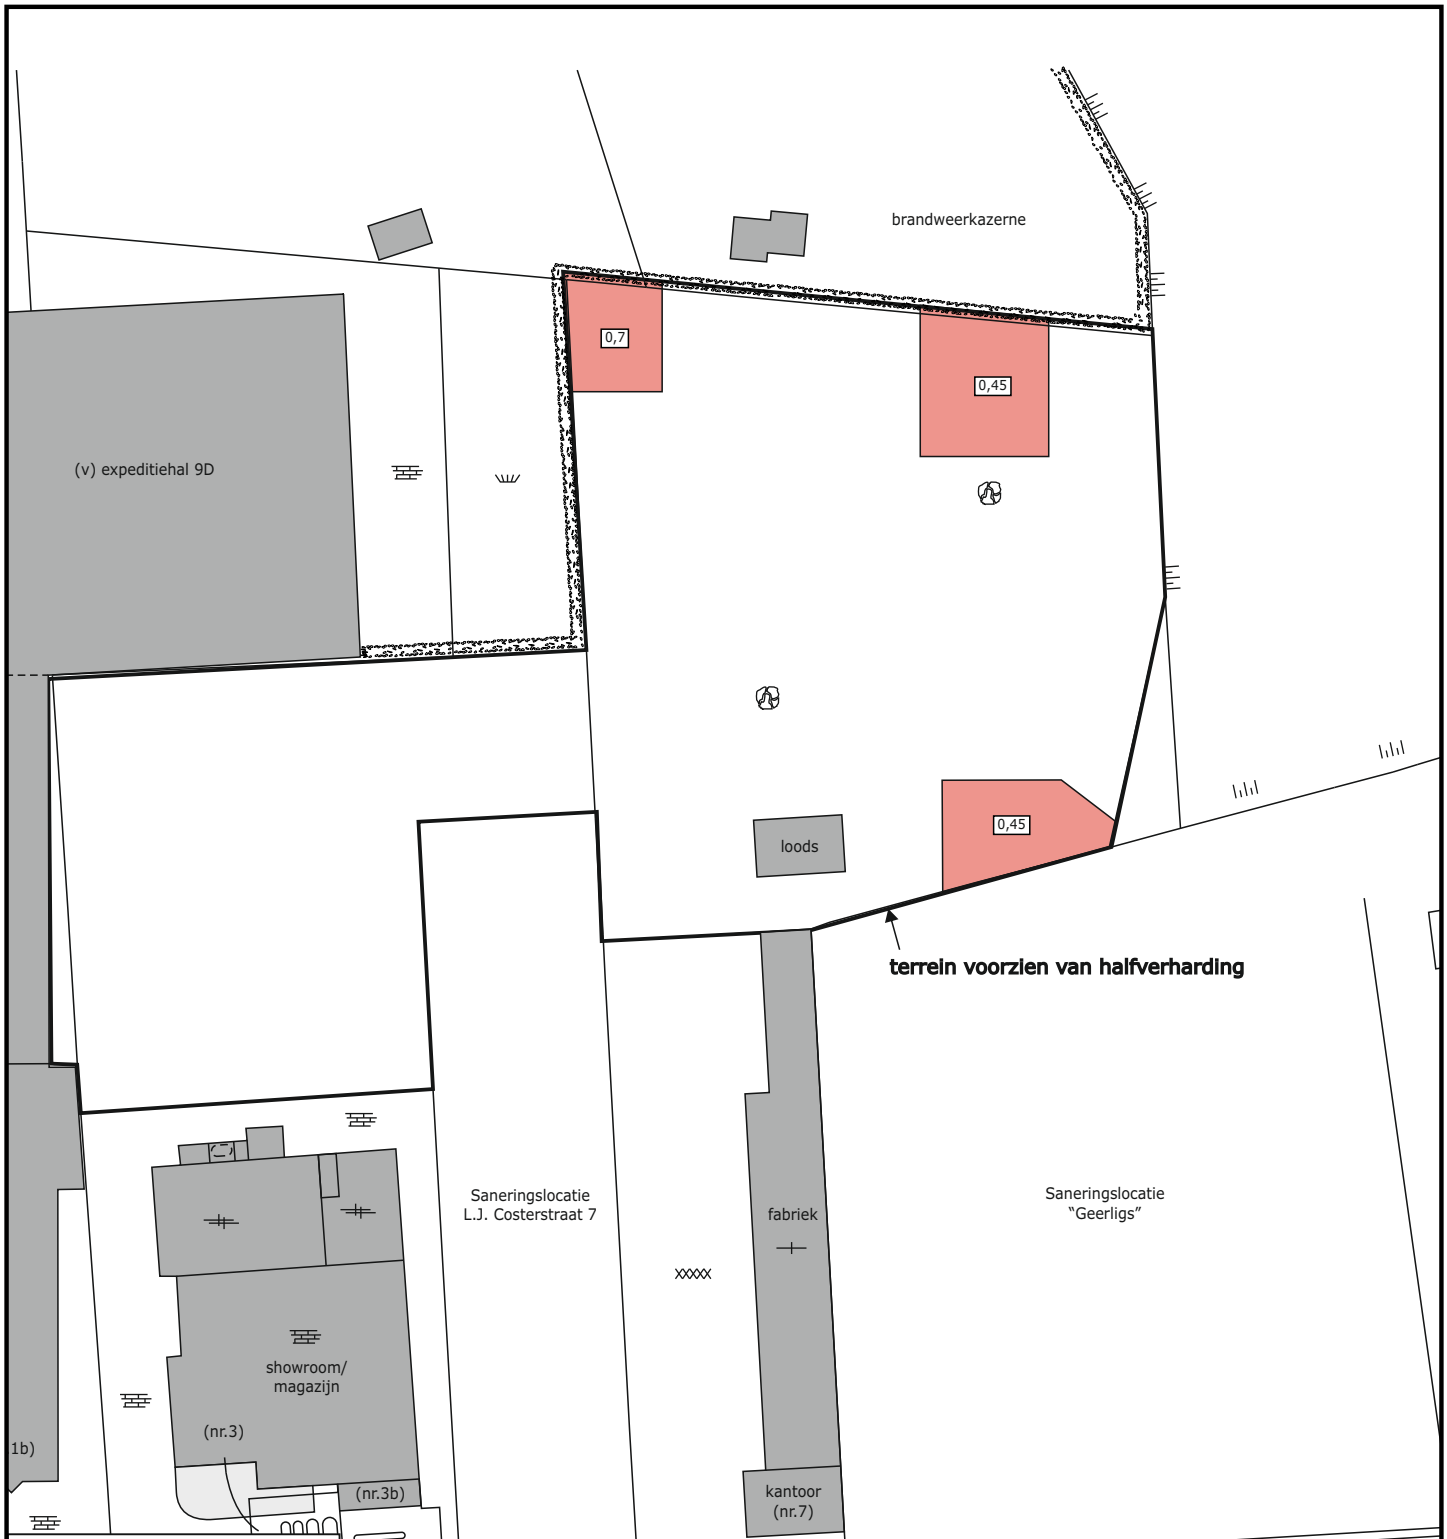 brandweerkazerne
0,7
0,45
(v) expeditiehal 9D
0,45
loods
terrein voorzien van halfverharding
Saneringslocatie
L.J. Costerstraat 7
fabriek
Saneringslocatie
“Geerligs”
showroom/
magazijn
(nr.3)
1b)
(nr.3b)
kantoor
(nr.7)